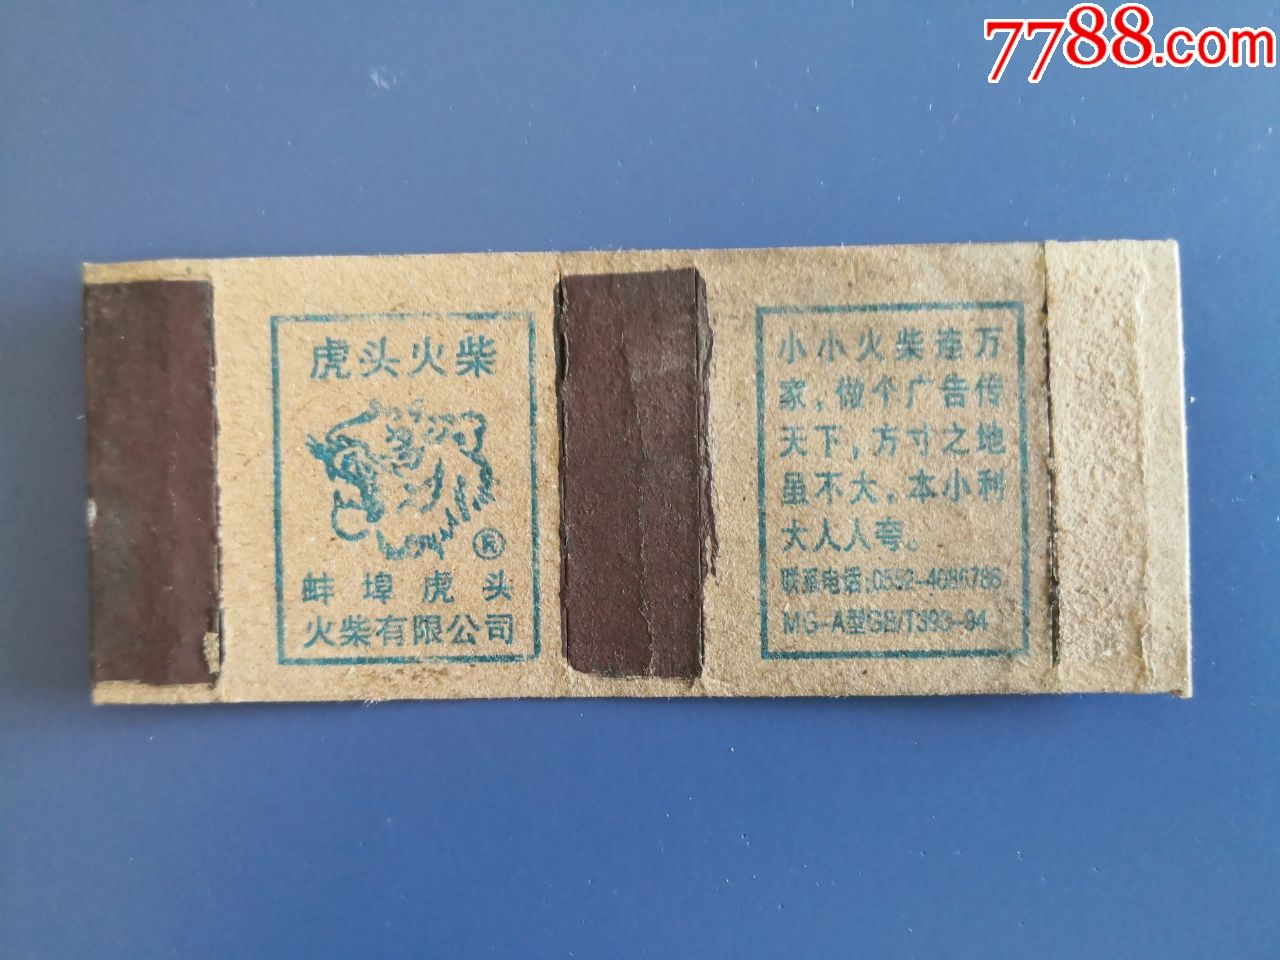 7788.com
虎头火柴
®
蚌埠虎头
火柴有限公司
小小火柴连万
家，做个广告传
天下，方寸之地
虽不大，本小利
大人人夸。
联系电话:0552-4086786
MG-A型GB/T393-94